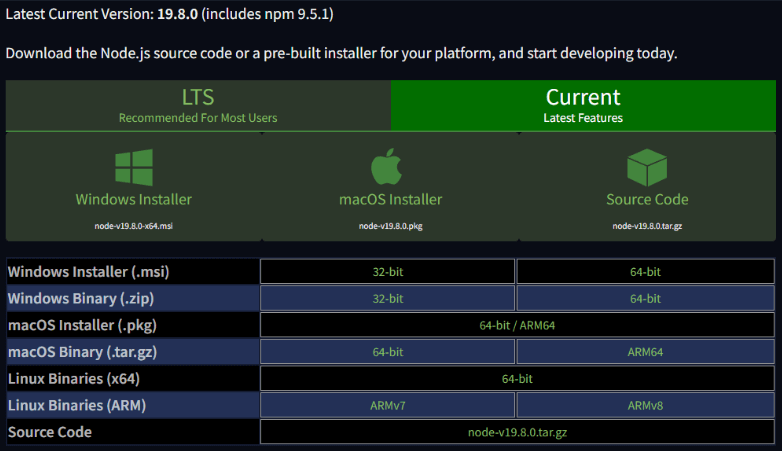 Latest Current Version: 19.8.0 (includes npm 9.5.1)
Download the Node.js source code or a pre-built installer for your platform, and start developing today.
LTS
Recommended For Most Users
Current
Latest Features
Windows Installer
node-v19.8.0-x64.msi
macOS Installer
node-v19.8.0.pkg
Source Code
node-v19.8.0.tar.gz
Windows Installer (.msi) 32-bit 64-bit
Windows Binary (.zip) 32-bit 64-bit
macOS Installer (.pkg) 64-bit / ARM64
macOS Binary (.tar.gz) 64-bit ARM64
Linux Binaries (x64) 64-bit
Linux Binaries (ARM) ARMv7 ARMv8
Source Code node-v19.8.0.tar.gz